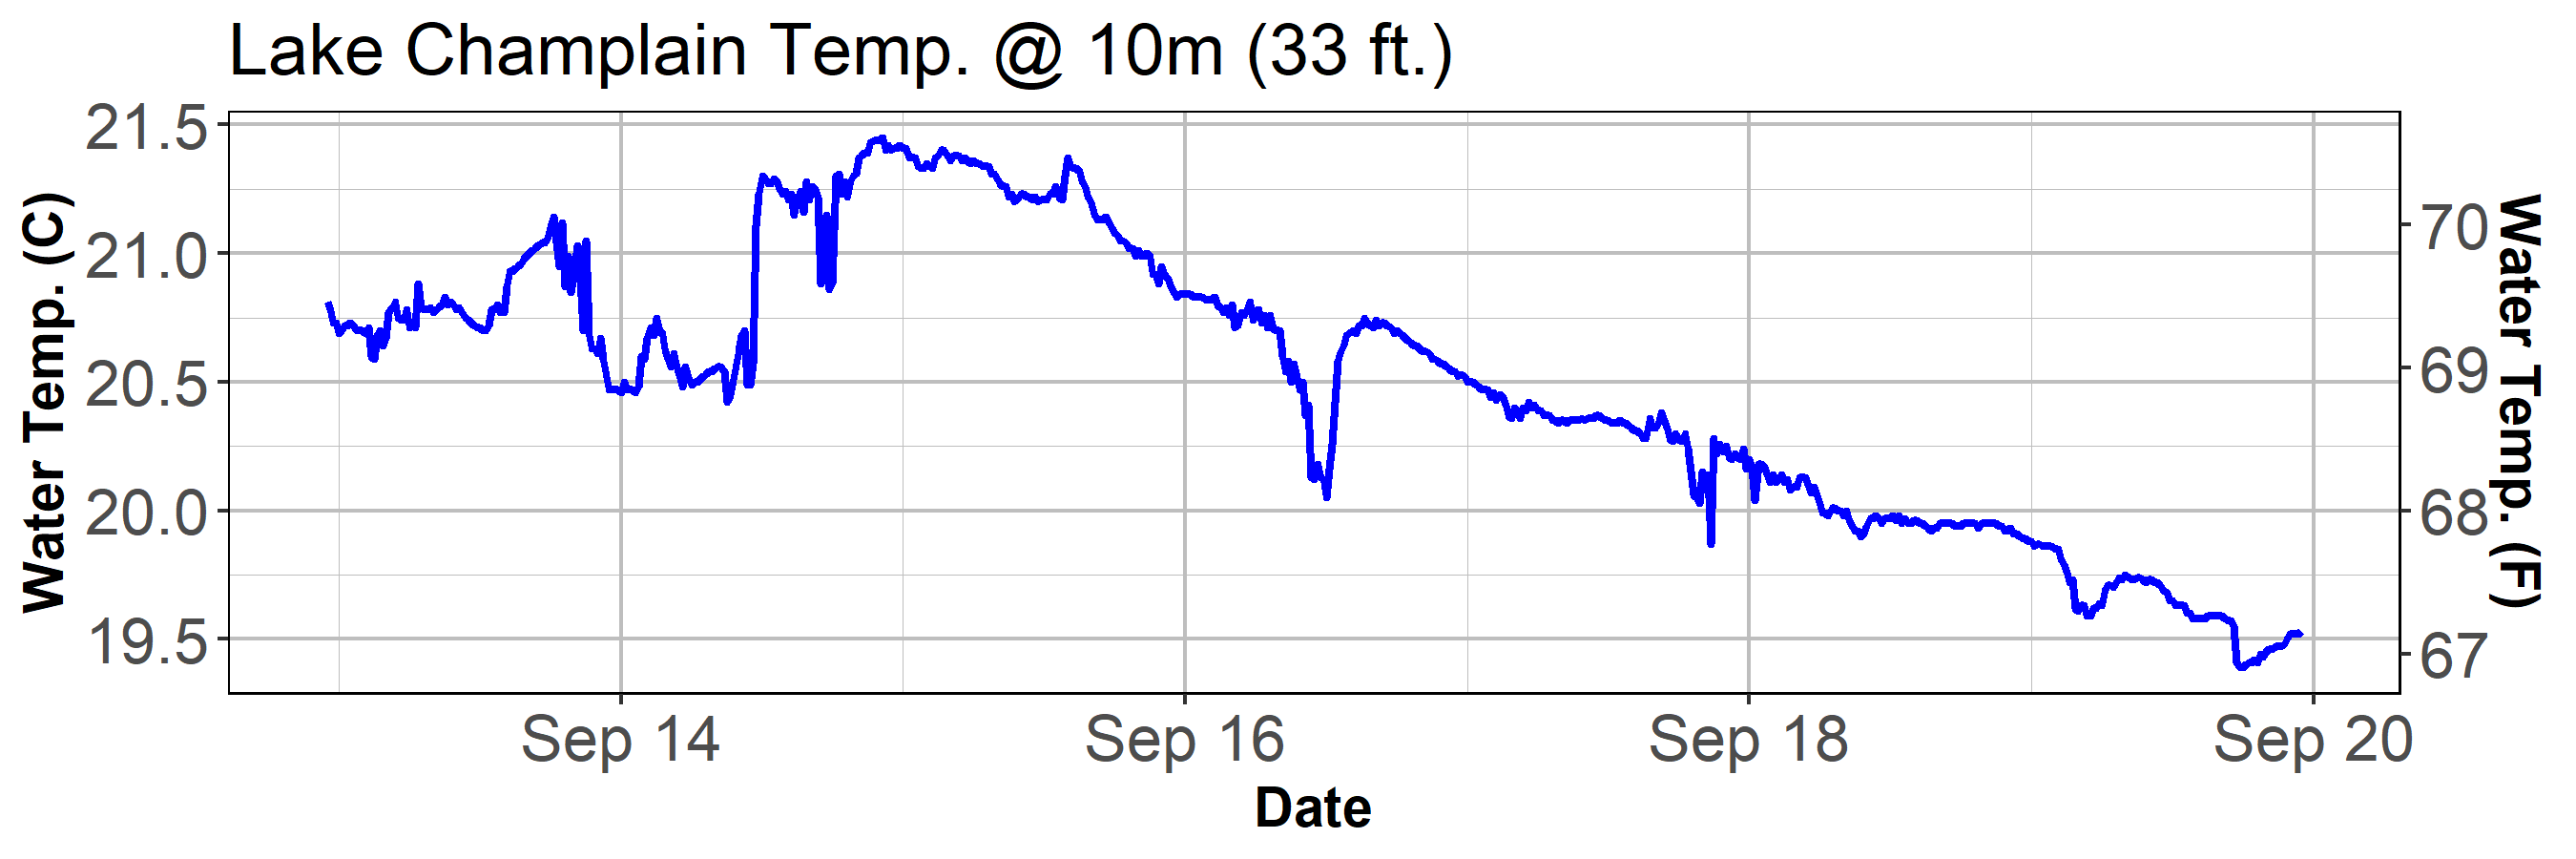 Lake Champlain Temp. @ 10m (33 ft.)
Water Temp. (C)
21.5
21.0
20.5
20.0
19.5
70
69
68
67
Water Temp. (F)
Sep 14
Sep 16
Sep 18
Sep 20
Date